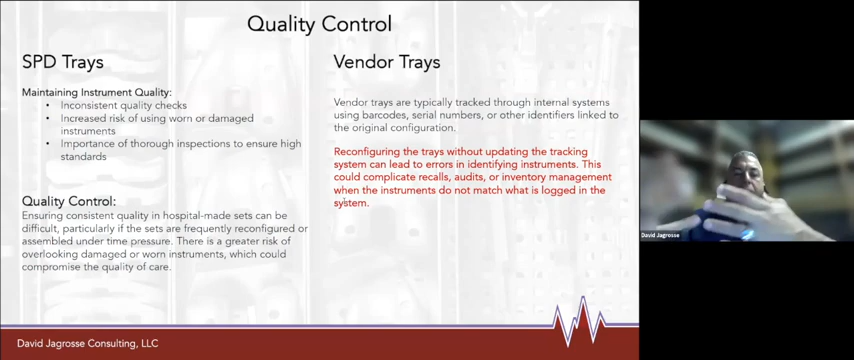 Quality Control
SPD Trays
Maintaining Instrument Quality:
• Inconsistent quality checks
• Increased risk of using worn or damaged
instruments
• Importance of thorough inspections to ensure high
standards
Quality Control:
Ensuring consistent quality in hospital-made sets can be
difficult, particularly if the sets are frequently reconfigured or
assembled under time pressure. There is a greater risk of
overlooking damaged or worn instruments, which could
compromise the quality of care.
Vendor Trays
Vendor trays are typically tracked through internal systems
using barcodes, serial numbers, or other identifiers linked to
the original configuration.
Reconfiguring the trays without updating the tracking
system can lead to errors in identifying instruments. This
could complicate recalls, audits, or inventory management
when the instruments do not match what is logged in the
system.
David Jagrosse Consulting, LLC
David Jagrosse